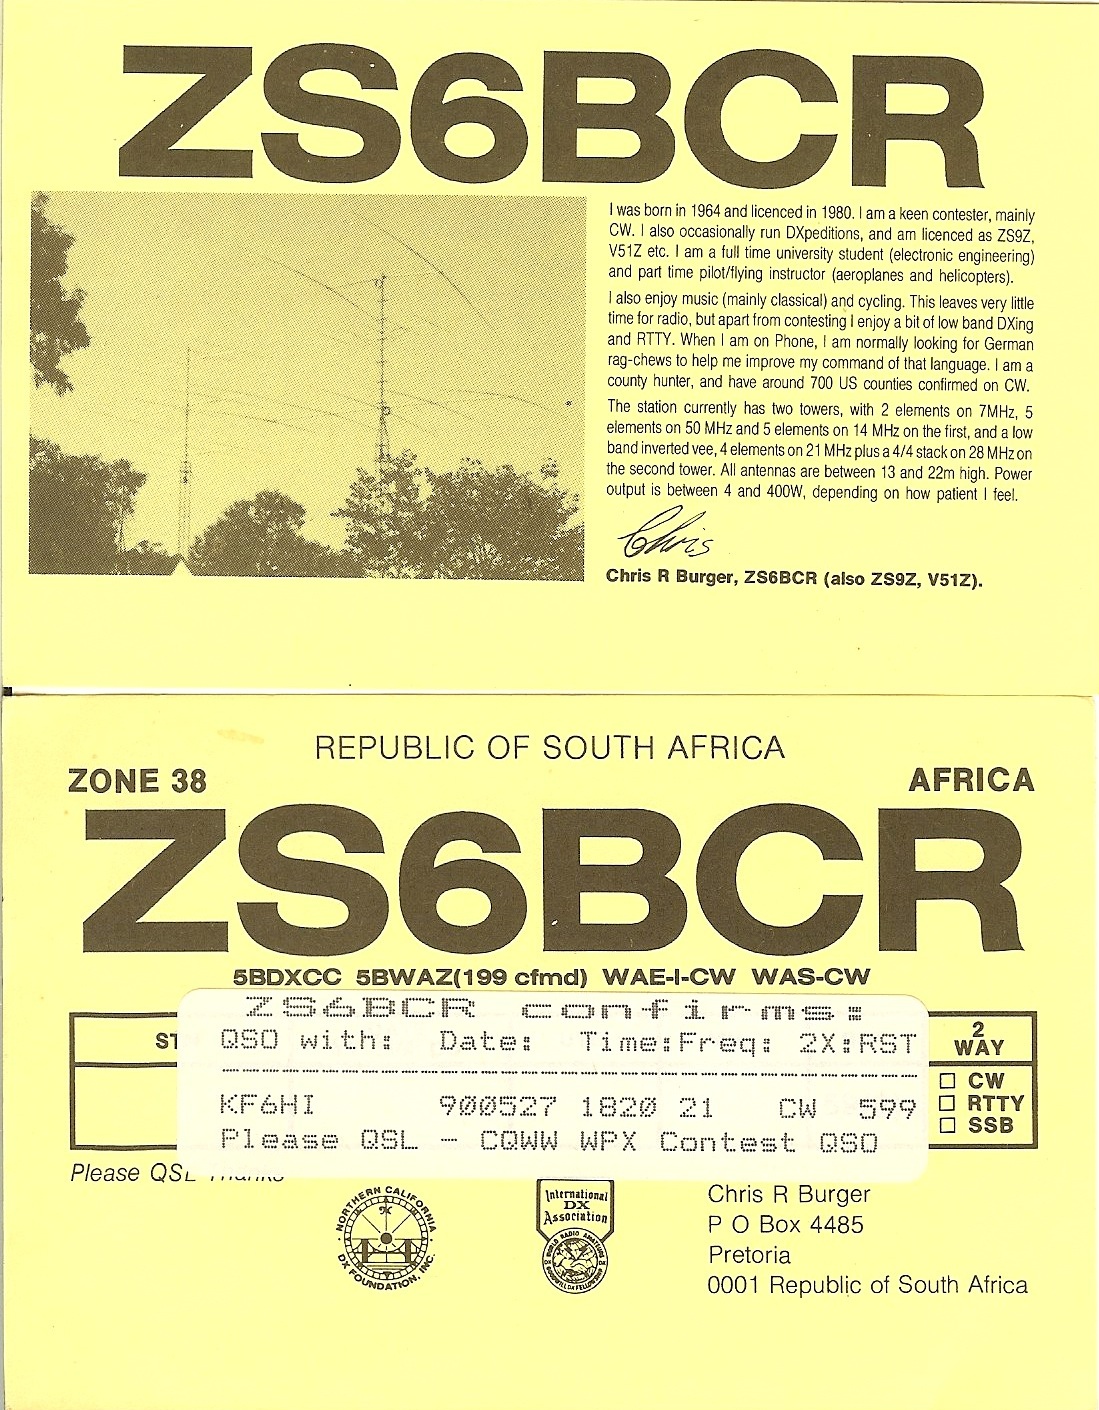 ZS6BCR
I was born in 1964 and licenced in 1980. I am a keen contester, mainly
CW. I also occasionally run DXpeditions, and am licenced as ZS9Z,
V51Z etc. I am a full time university student (electronic engineering)
and part time pilot/flying instructor (aeroplanes and helicopters).
I also enjoy music (mainly classical) and cycling. This leaves very little
time for radio, but apart from contesting I enjoy a bit of low band DXing
and RTTY. When I am on Phone, I am normally looking for German
rag-chews to help me improve my command of that language. I am a
county hunter, and have around 700 US counties confirmed on CW.
The station currently has two towers, with 2 elements on 7MHz, 5
elements on 50 MHz and 5 elements on 14 MHz on the first, and a low
band inverted vee, 4 elements on 21 MHz plus a 4/4 stack on 28 MHz on
the second tower. All antennas are between 13 and 22m high. Power
output is between 4 and 400W, depending on how patient I feel.
Chris
Chris R Burger, ZS6BCR (also ZS9Z, V51Z).
REPUBLIC OF SOUTH AFRICA
ZONE 38 AFRICA
ZS6BCR
5BDXCC 5BWAZ(199 cfmd) WAE-I-CW WAS-CW
ZS6BCR confirms:
ST QSO with: Date: Time: Freq: 2X: RST 2 WAY
KF6HI 900527 1820 21 CW 599
Please QSL - CQWW WPX Contest QSO
CW
RTTY
SSB
Please QSL Thanks
NORTHERN CALIFORNIA DX FOUNDATION, INC.
International
DX
Association
WORLD RADIO AMATEURS
Chris R Burger
P O Box 4485
Pretoria
0001 Republic of South Africa